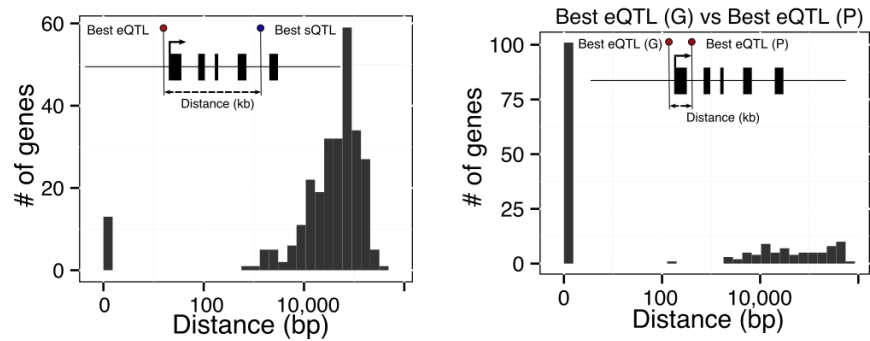 60
40
20
0
# of genes
Best eQTL
Best sQTL
Distance (kb)
0
100
10,000
Distance (bp)
Best eQTL (G) vs Best eQTL (P)
100
75
50
25
0
# of genes
Best eQTL (G)
Best eQTL (P)
Distance (kb)
0
100
10,000
Distance (bp)